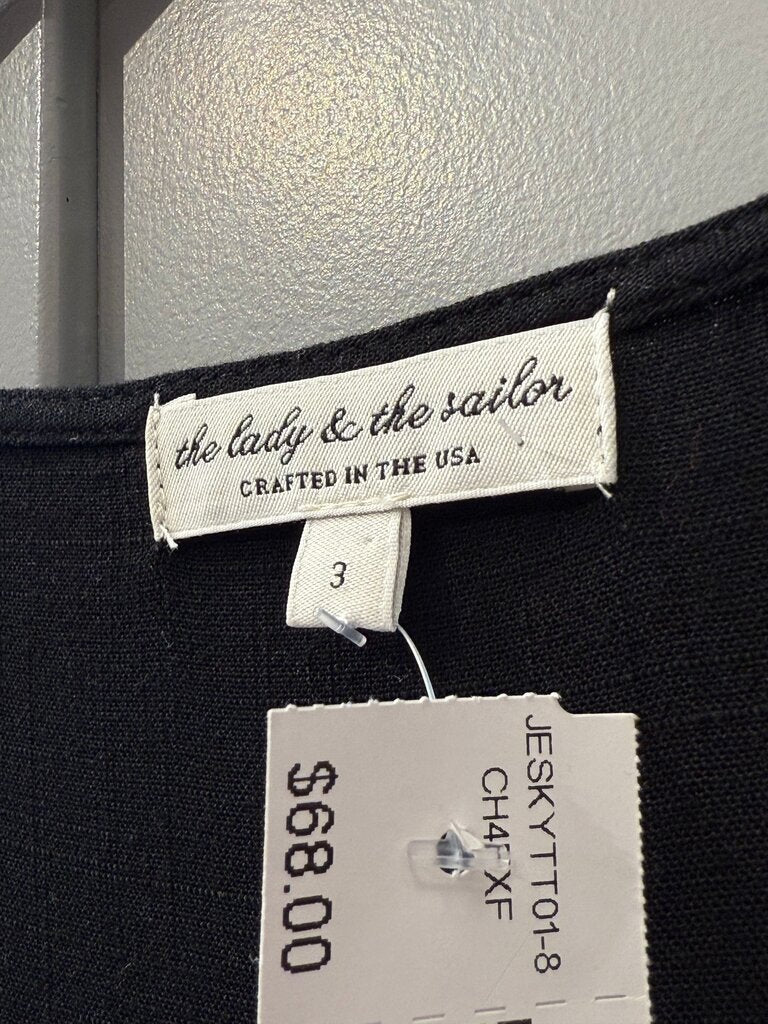 the lady & the sailor
CRAFTED IN THE USA
3
JESKYTT01-8
$68.00